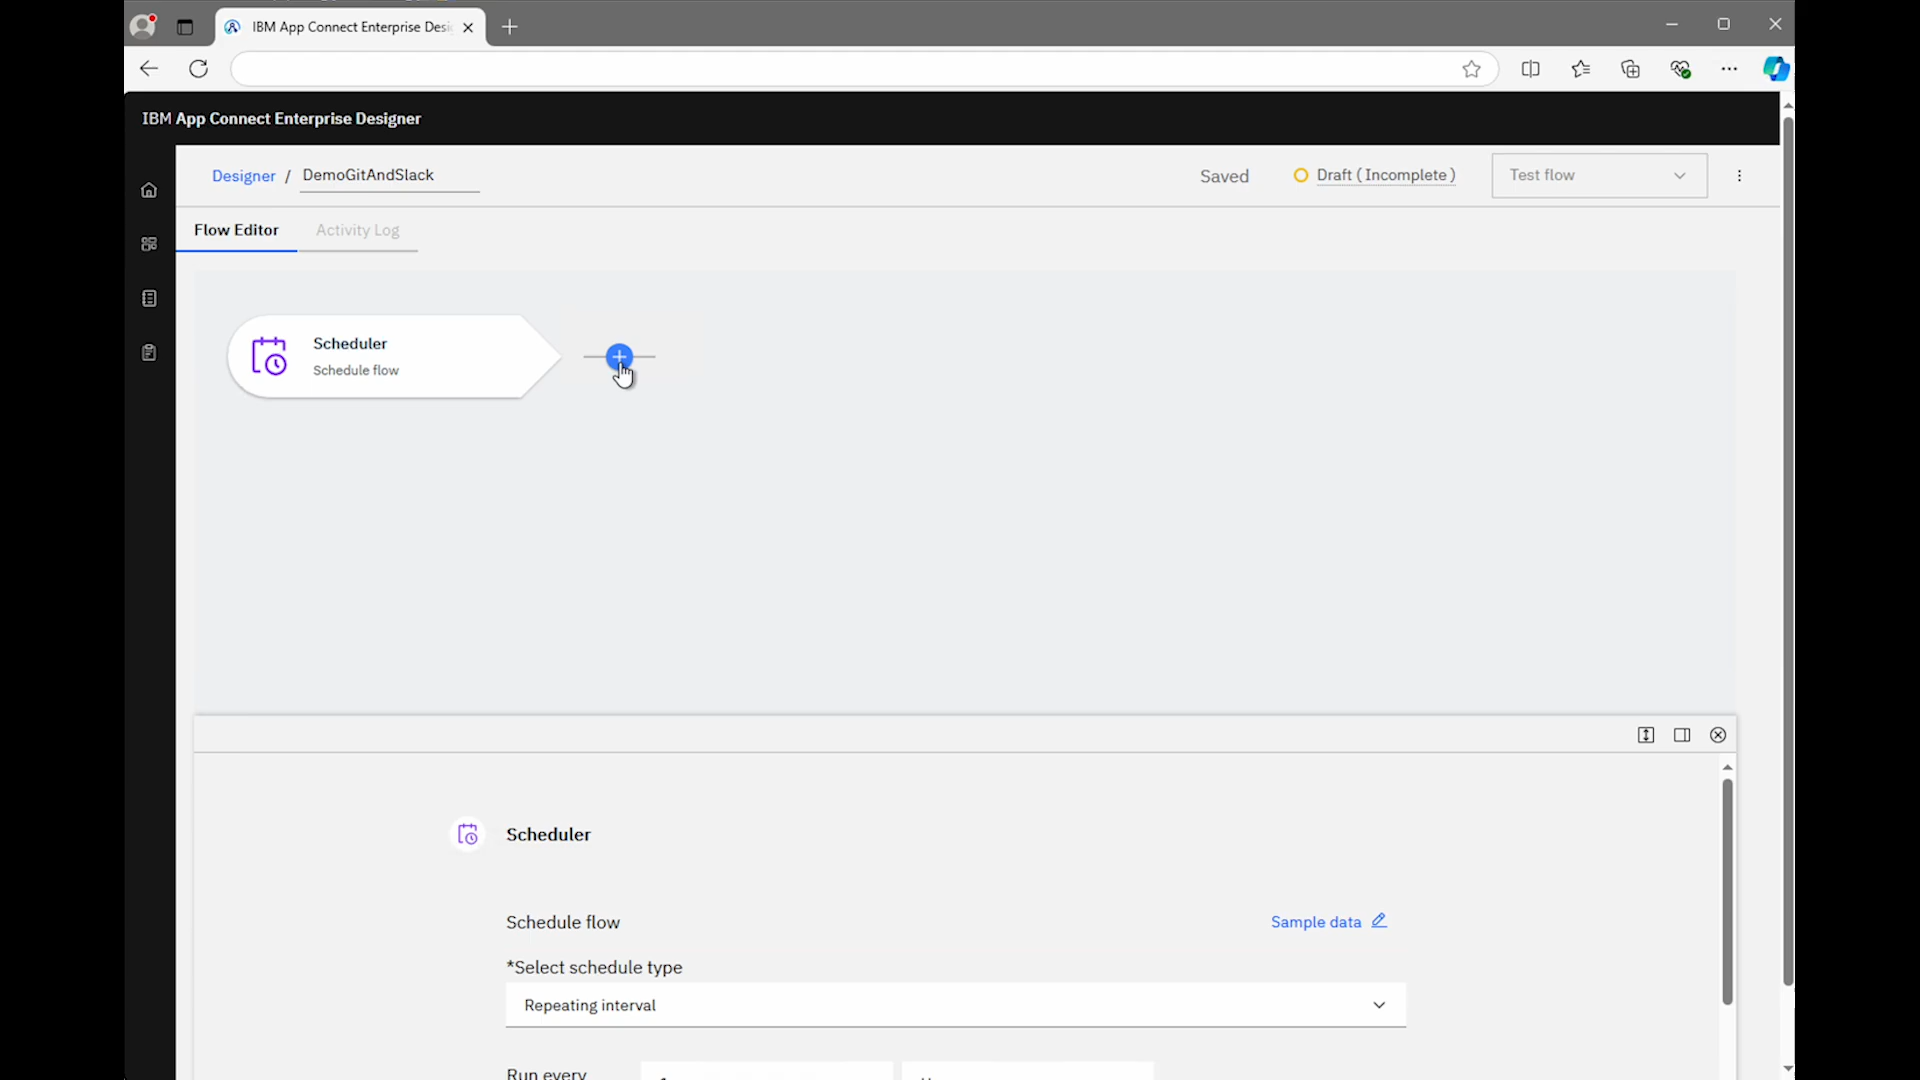 IBM App Connect Enterprise Desi
IBM App Connect Enterprise Designer
Designer / DemoGitAndSlack
Saved
Draft ( Incomplete )
Test flow
Flow Editor
Activity Log
Scheduler
Schedule flow
Scheduler
Schedule flow
Sample data
*Select schedule type
Repeating interval
Run every